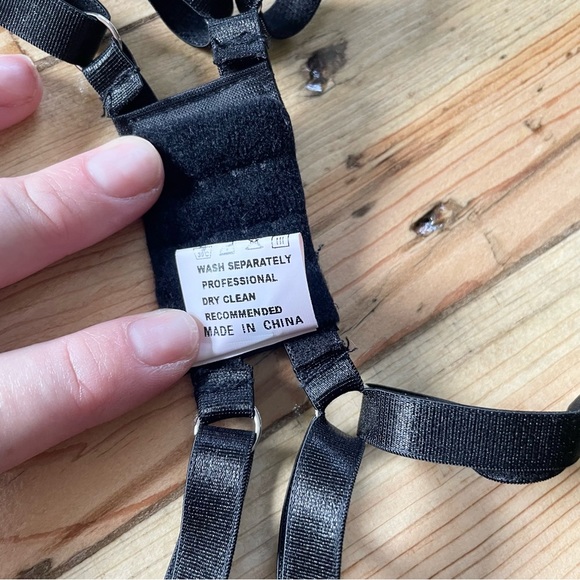 WASH SEPARATELY
PROFESSIONAL
DRY CLEAN
RECOMMENDED
MADE IN CHINA